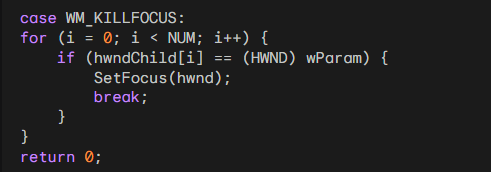 case WM_KILLFOCUS:
for (i = 0; i < NUM; i++) {
    if (hwndChild[i] == (HWND) wParam) {
        SetFocus(hwnd);
        break;
    }
}
return 0;